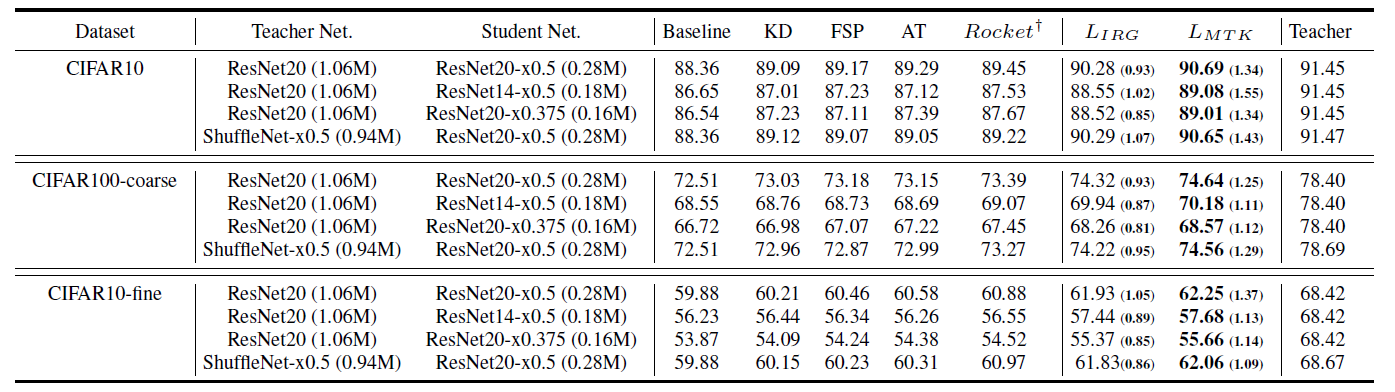 Dataset Teacher Net. Student Net. Baseline KD FSP AT Rocket† L_IRG L_MTK Teacher
CIFAR10 ResNet20 (1.06M) ResNet20-x0.5 (0.28M) 88.36 89.09 89.17 89.29 89.45 90.28 (0.93) 90.69 (1.34) 91.45
ResNet20 (1.06M) ResNet14-x0.5 (0.18M) 86.65 87.01 87.23 87.12 87.53 88.55 (1.02) 89.08 (1.55) 91.45
ResNet20 (1.06M) ResNet20-x0.375 (0.16M) 86.54 87.23 87.11 87.39 87.67 88.52 (0.85) 89.01 (1.34) 91.45
ShuffleNet-x0.5 (0.94M) ResNet20-x0.5 (0.28M) 88.36 89.12 89.07 89.05 89.22 90.29 (1.07) 90.65 (1.43) 91.47
CIFAR100-coarse ResNet20 (1.06M) ResNet20-x0.5 (0.28M) 72.51 73.03 73.18 73.15 73.39 74.32 (0.93) 74.64 (1.25) 78.40
ResNet20 (1.06M) ResNet14-x0.5 (0.18M) 68.55 68.76 68.73 68.69 69.07 69.94 (0.87) 70.18 (1.11) 78.40
ResNet20 (1.06M) ResNet20-x0.375 (0.16M) 66.72 66.98 67.07 67.22 67.45 68.26 (0.81) 68.57 (1.12) 78.40
ShuffleNet-x0.5 (0.94M) ResNet20-x0.5 (0.28M) 72.51 72.96 72.87 72.99 73.27 74.22 (0.95) 74.56 (1.29) 78.69
CIFAR10-fine ResNet20 (1.06M) ResNet20-x0.5 (0.28M) 59.88 60.21 60.46 60.58 60.88 61.93 (1.05) 62.25 (1.37) 68.42
ResNet20 (1.06M) ResNet14-x0.5 (0.18M) 56.23 56.44 56.34 56.26 56.55 57.44 (0.89) 57.68 (1.13) 68.42
ResNet20 (1.06M) ResNet20-x0.375 (0.16M) 53.87 54.09 54.24 54.38 54.52 55.37 (0.85) 55.66 (1.14) 68.42
ShuffleNet-x0.5 (0.94M) ResNet20-x0.5 (0.28M) 59.88 60.15 60.23 60.31 60.97 61.83(0.86) 62.06 (1.09) 68.67